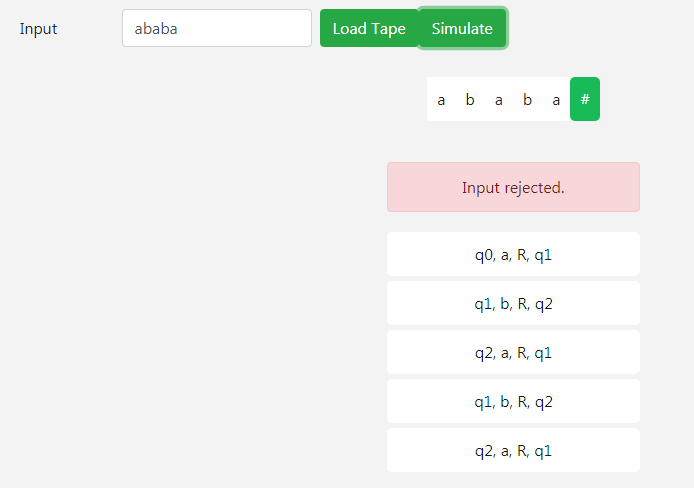 Input ababa Load Tape Simulate
a b a b a #
Input rejected.
q0, a, R, q1
q1, b, R, q2
q2, a, R, q1
q1, b, R, q2
q2, a, R, q1